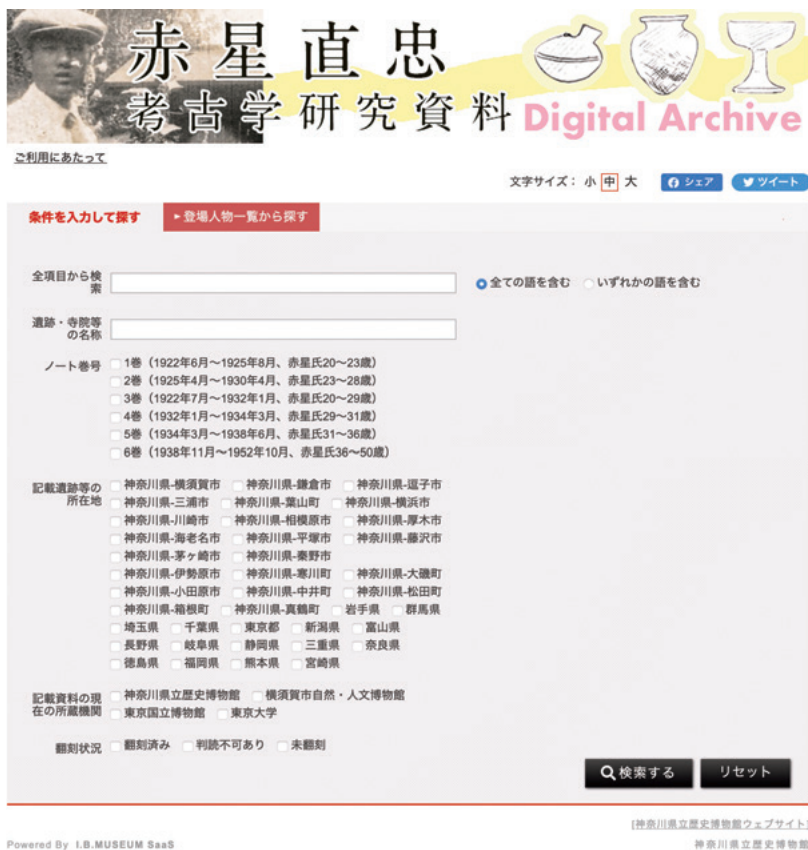 赤星直忠
考古学研究資料 Digital Archive
ご利用にあたって
文字サイズ： 小 中 大 シェア ツイート
条件を入力して探す ▸登場人物一覧から探す
全項目から検
索
全ての語を含む いずれかの語を含む
遺跡・寺院等
の名称
ノート巻号 1巻（1922年6月～1925年8月、赤星氏20～23歳）
2巻（1925年4月～1930年4月、赤星氏23～28歳）
3巻（1922年7月～1932年1月、赤星氏20～29歳）
4巻（1932年1月～1934年3月、赤星氏29～31歳）
5巻（1934年3月～1938年6月、赤星氏31～36歳）
6巻（1938年11月～1952年10月、赤星氏36～50歳）
記載遺跡等の 神奈川県-横須賀市 神奈川県-鎌倉市 神奈川県-逗子市
所在地 神奈川県-三浦市 神奈川県-葉山町 神奈川県-横浜市
神奈川県-川崎市 神奈川県-相模原市 神奈川県-厚木市
神奈川県-海老名市 神奈川県-平塚市 神奈川県-藤沢市
神奈川県-茅ヶ崎市 神奈川県-秦野市
神奈川県-伊勢原市 神奈川県-寒川町 神奈川県-大磯町
神奈川県-小田原市 神奈川県-中井町 神奈川県-松田町
神奈川県-箱根町 神奈川県-真鶴町 岩手県 群馬県
埼玉県 千葉県 東京都 新潟県 富山県
長野県 岐阜県 静岡県 三重県 奈良県
徳島県 福岡県 熊本県 宮崎県
記載資料の現 神奈川県立歴史博物館 横須賀市自然・人文博物館
在の所蔵機関 東京国立博物館 東京大学
翻刻状況 翻刻済み 判読不可あり 未翻刻
検索する リセット
[神奈川県立歴史博物館ウェブサイト]
Powered By I.B.MUSEUM SaaS 神奈川県立歴史博物館